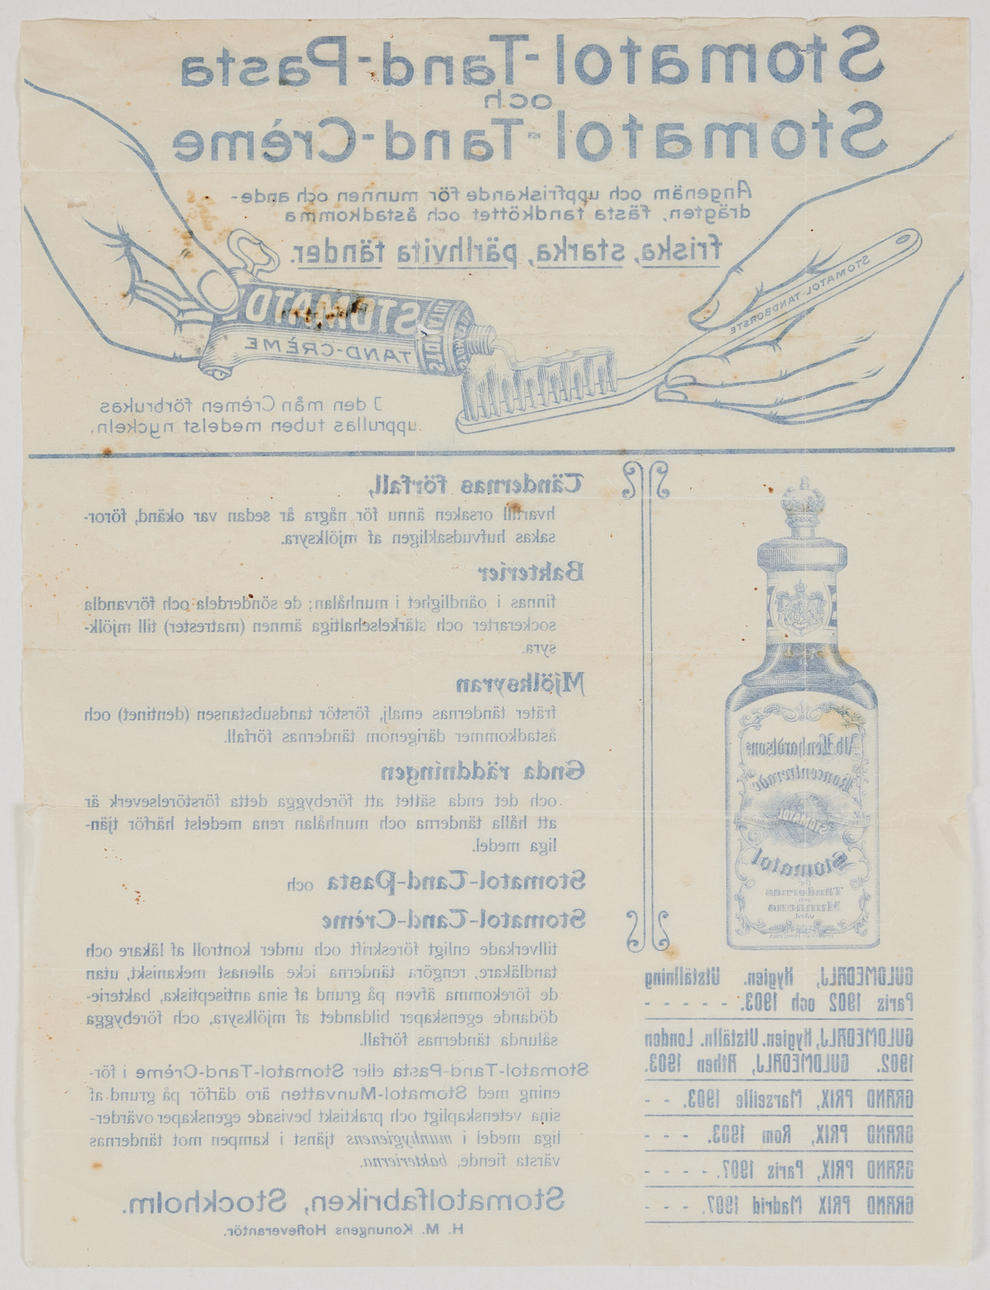 Stomatol-Tand-Pasta
och
Stomatol-Tand-Crème
Angenäm och uppfriskande för munnen och ande-
drägten, fästa tandköttet och åstadkomma
friska, starka, pärlhvita tänder.
STOMATOL-TANDBORSTE
STOMATOL
TAND-CRÈME
I den mån Crèmen förbrukas
upprullas tuben medelst nyckeln.
Tändernas förfall,
hvartill orsaken ännu för några år sedan var okänd, föror-
sakas hufvudsakligen af mjölksyra.
Bakterier
finnas i oändlighet i munhålan; de sönderdela och förvandla
sockerarter och stärkelsehaltiga ämnen (matrester) till mjölk-
syra.
Mjölksyran
fräter tändernas emalj, förstör tandsubstansen (dentinet) och
åstadkommer därigenom tändernas förfall.
Enda räddningen
och det enda sättet att förebygga detta förstörelseverk är
att hålla tänderna och munhålan rena medelst härför tjän-
liga medel.
Stomatol-Tand-Pasta och
Stomatol-Tand-Crème
tillverkade enligt föreskrift och under kontroll af läkare och
tandläkare, rengöra tänderna icke allenast mekaniskt, utan
de förekomma äfven på grund af sina antiseptiska, bakterie-
dödande egenskaper bildandet af mjölksyra, och förebygga
sålunda tändernas förfall.
Stomatol-Tand-Pasta eller Stomatol-Tand-Crème i för-
ening med Stomatol-Munvatten äro därför på grund af
sina vetenskapligt och praktiskt bevisade egenskaper ovärder-
liga medel i munhygienens tjänst i kampen mot tändernas
värsta fiende, bakterierna.
Stomatolfabriken, Stockholm.
H. M. Konungens Hofleverantör.
Alb Lenhardtsons
Koncentrerade
STOMATOL
Stomatol
Tändernas
och
Munnens
vård
GULDMEDALJ, Hygien. Utställning
Paris 1902 och 1903. - - - - -
GULDMEDALJ, Hygien. Utställn. London
1902. GULDMEDALJ, Athen 1903.
GRAND PRIX, Marseille 1903. - -
GRAND PRIX, Rom 1903. - - -
GRAND PRIX, Paris 1907. - - - -
GRAND PRIX Madrid 1907. - -